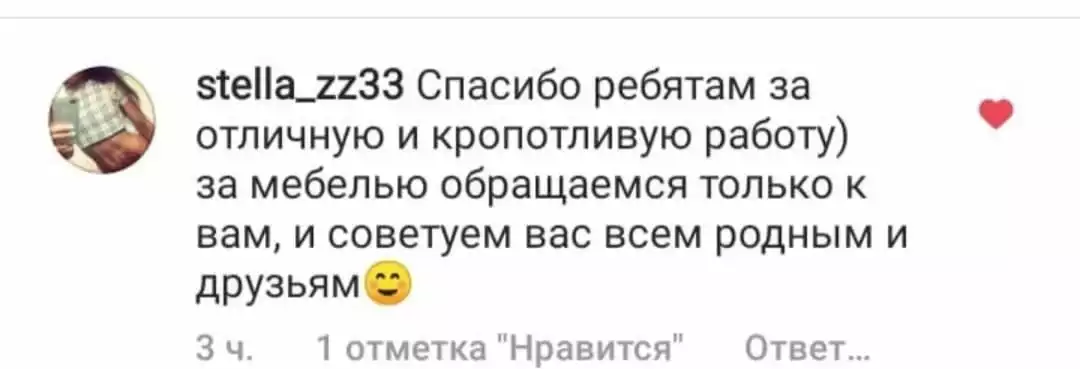 stella_zz33 Спасибо ребятам за
отличную и кропотливую работу)
за мебелью обращаемся только к
вам, и советуем вас всем родным и
друзьям😊
3 ч. 1 отметка "Нравится" Ответ...